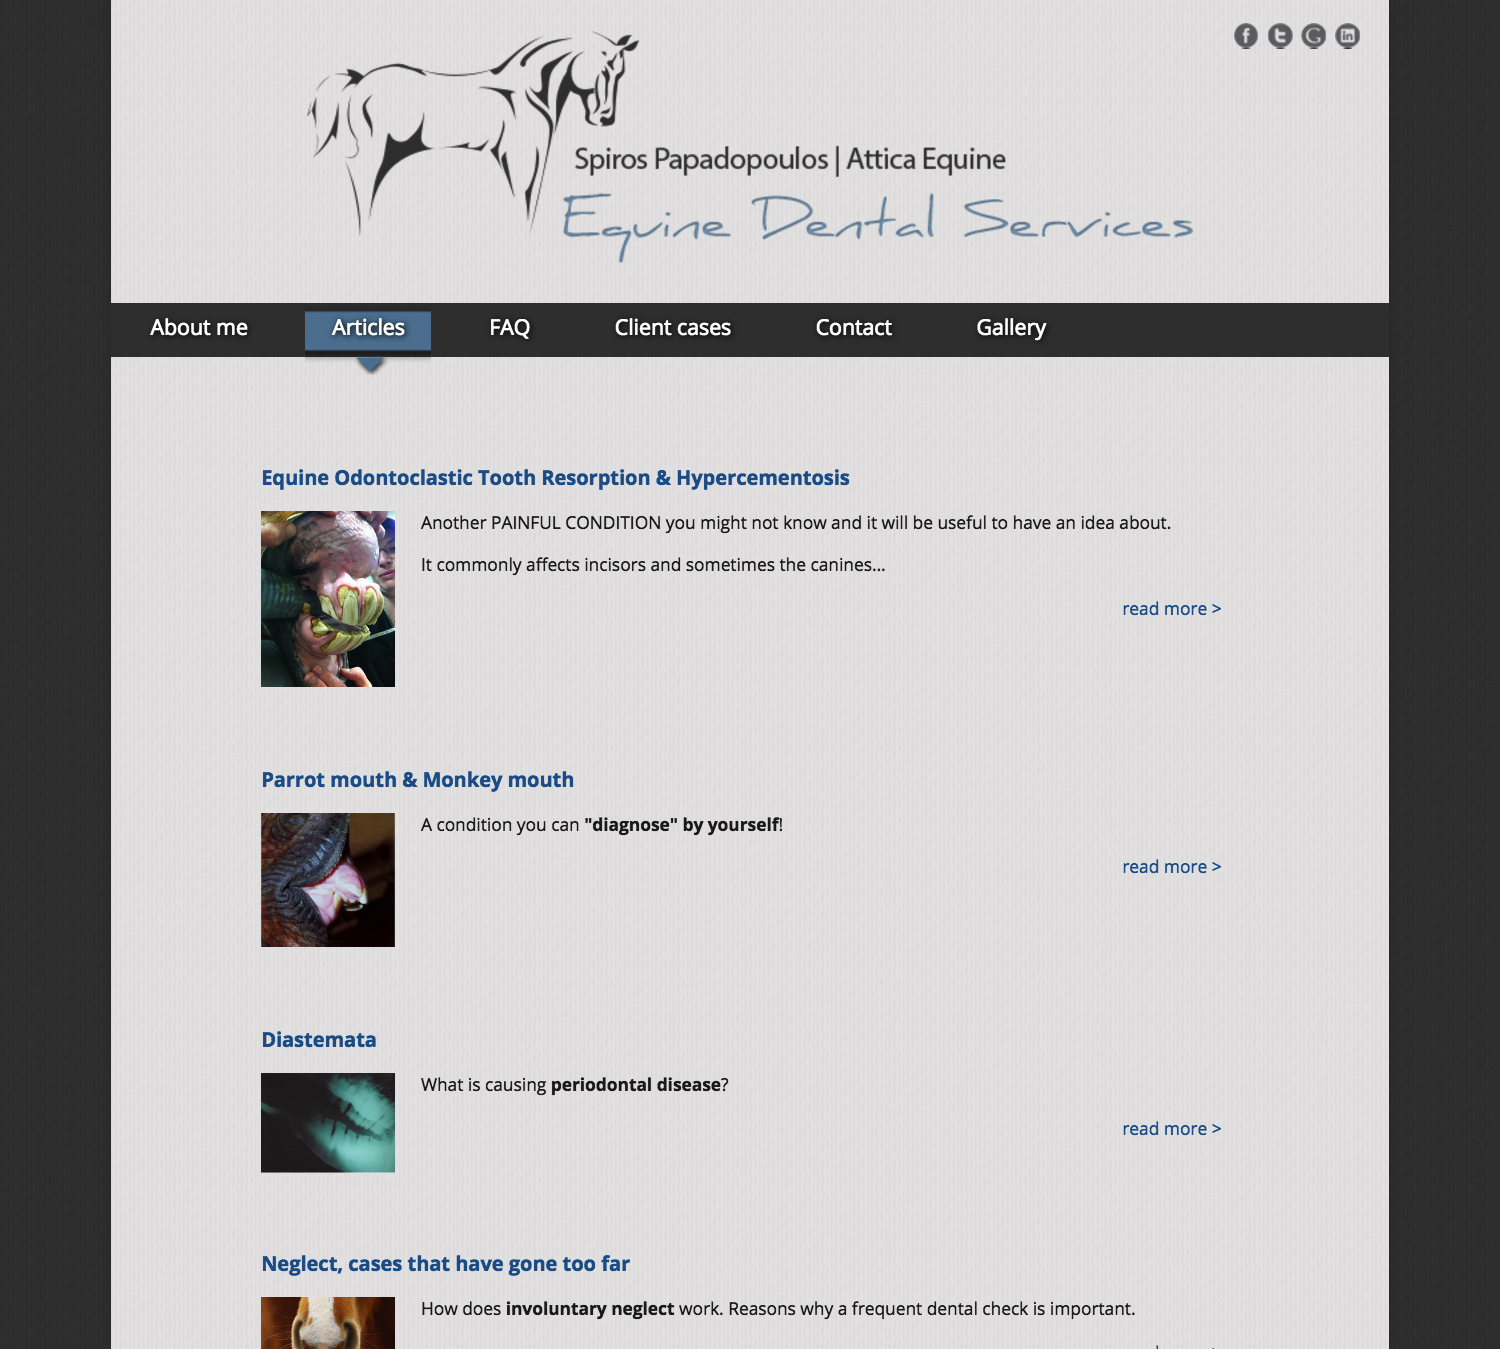 Spiros Papadopoulos | Attica Equine
Equine Dental Services
About me
Articles
FAQ
Client cases
Contact
Gallery
Equine Odontoclastic Tooth Resorption & Hypercementosis
Another PAINFUL CONDITION you might not know and it will be useful to have an idea about.
It commonly affects incisors and sometimes the canines...
read more >
Parrot mouth & Monkey mouth
A condition you can "diagnose" by yourself!
read more >
Diastemata
What is causing periodontal disease?
read more >
Neglect, cases that have gone too far
How does involuntary neglect work. Reasons why a frequent dental check is important.